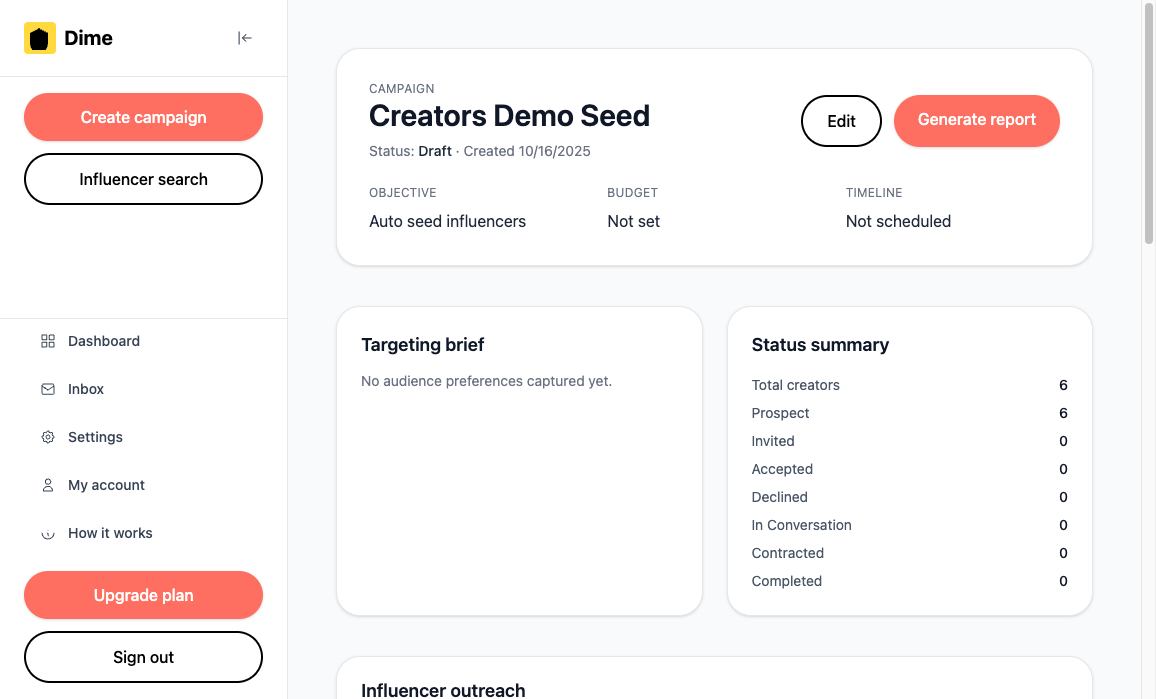 Dime
Create campaign
Influencer search
Dashboard
Inbox
Settings
My account
How it works
Upgrade plan
Sign out
CAMPAIGN
Creators Demo Seed
Status: Draft · Created 10/16/2025
Edit
Generate report
OBJECTIVE
Auto seed influencers
BUDGET
Not set
TIMELINE
Not scheduled
Targeting brief
No audience preferences captured yet.
Status summary
Total creators 6
Prospect 6
Invited 0
Accepted 0
Declined 0
In Conversation 0
Contracted 0
Completed 0
Influencer outreach